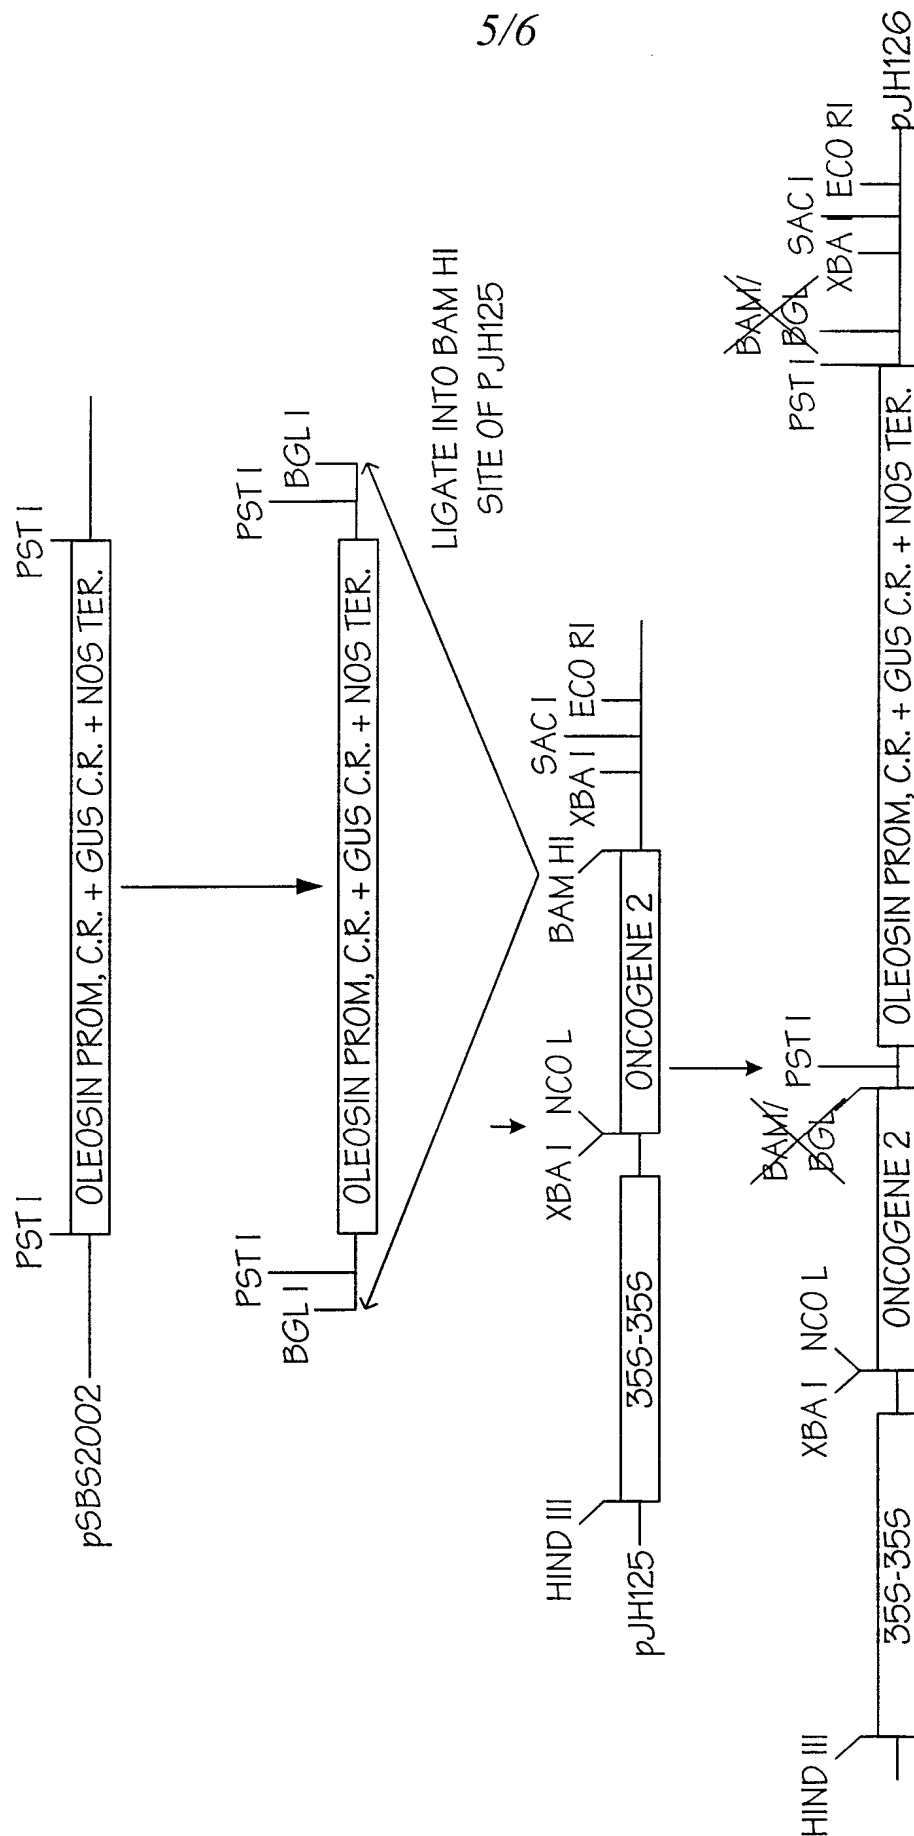 5/6
PST I
PST I
pSBS2002
OLEOSIN PROM, C.R. + GUS C.R. + NOS TER.
PST I
BGL I
PST I
BGL I
OLEOSIN PROM, C.R. + GUS C.R. + NOS TER.
LIGATE INTO BAM HI
SITE OF PJH125
HIND III
XBA I
NCO L
BAM HI
XBA I
SAC I
ECO RI
pJH125
35S-35S
ONCOGENE 2
HIND III
XBA I
NCO L
BAM/
BGL
PST I
PST I
BAM/
BGL
XBA I
SAC I
ECO RI
35S-35S
ONCOGENE 2
OLEOSIN PROM, C.R. + GUS C.R. + NOS TER.
pJH126